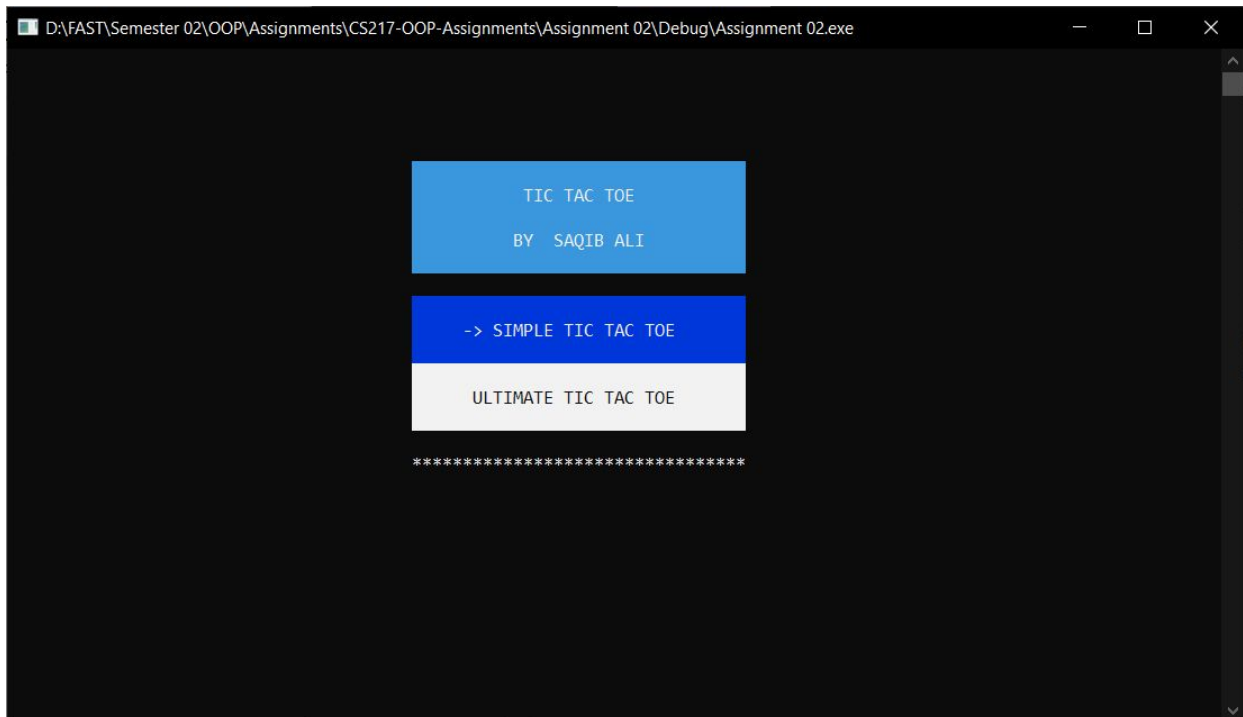 D:\FAST\Semester 02\OOP\Assignments\CS217-OOP-Assignments\Assignment 02\Debug\Assignment 02.exe
TIC TAC TOE
BY  SAQIB ALI
-> SIMPLE TIC TAC TOE
ULTIMATE TIC TAC TOE
*********************************